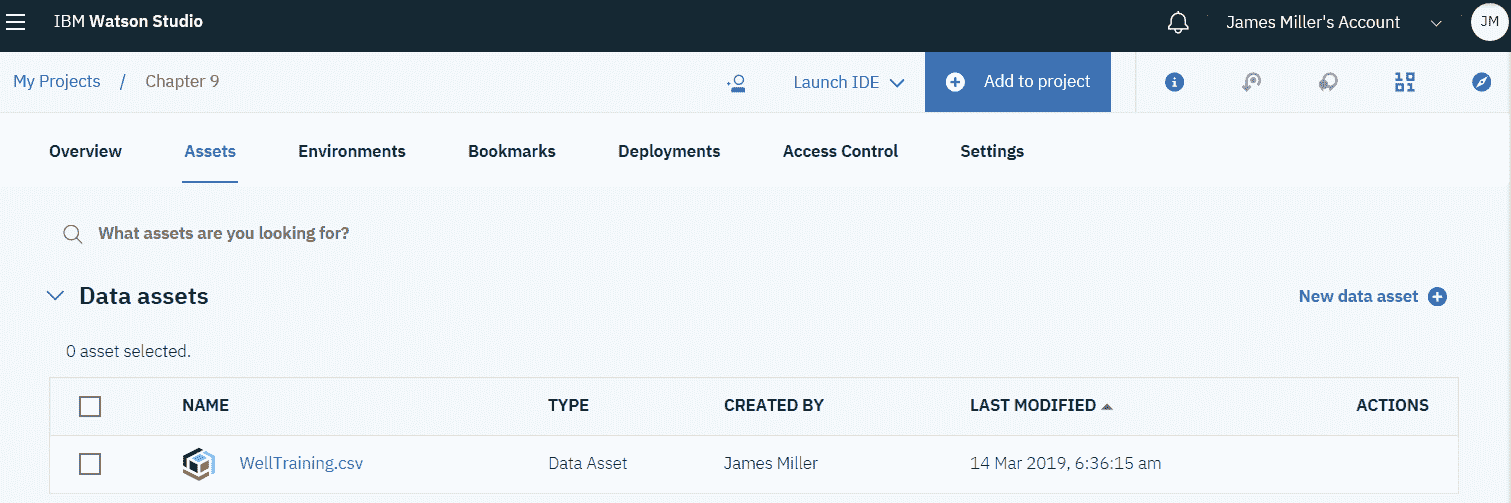 IBM Watson Studio
James Miller's Account
JM
My Projects / Chapter 9
Launch IDE
Add to project
Overview
Assets
Environments
Bookmarks
Deployments
Access Control
Settings
What assets are you looking for?
Data assets
New data asset
0 asset selected.
NAME TYPE CREATED BY LAST MODIFIED ACTIONS
WellTraining.csv Data Asset James Miller 14 Mar 2019, 6:36:15 am